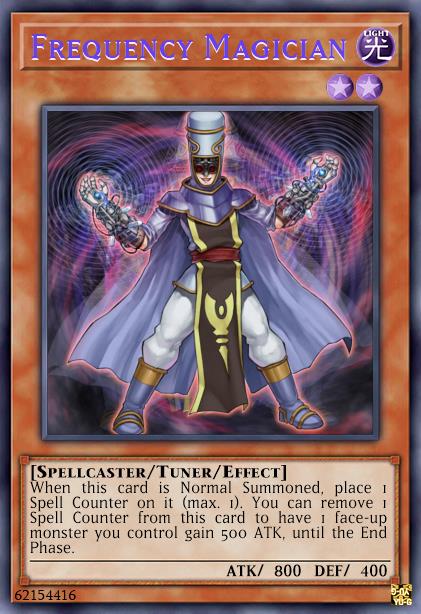 Frequency Magician
LIGHT
光
[Spellcaster/Tuner/Effect]
When this card is Normal Summoned, place 1
Spell Counter on it (max. 1). You can remove 1
Spell Counter from this card to have 1 face-up
monster you control gain 500 ATK, until the End
Phase.
ATK/ 800 DEF/ 400
62154416